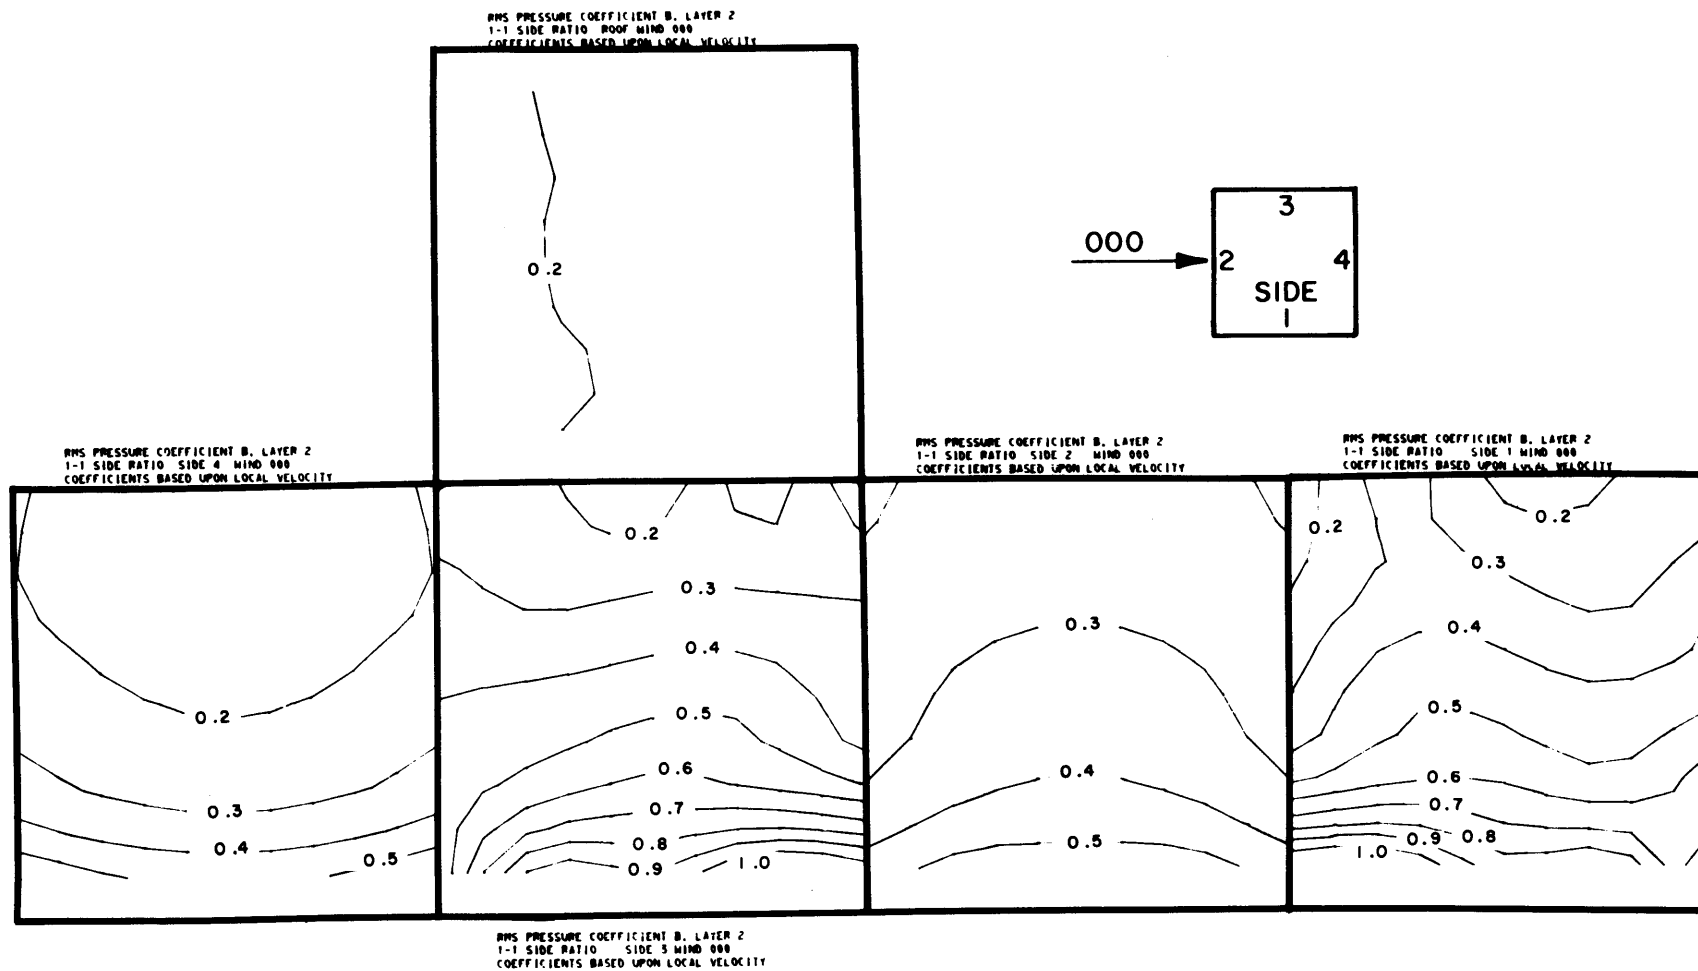 RMS PRESSURE COEFFICIENT B, LAYER 2
1-1 SIDE RATIO ROOF WIND 000
COEFFICIENTS BASED UPON LOCAL VELOCITY
0.2
000
3
2
4
SIDE
1
RMS PRESSURE COEFFICIENT B, LAYER 2
1-1 SIDE RATIO SIDE 4 WIND 000
COEFFICIENTS BASED UPON LOCAL VELOCITY
RMS PRESSURE COEFFICIENT B, LAYER 2
1-1 SIDE RATIO SIDE 2 WIND 000
COEFFICIENTS BASED UPON LOCAL VELOCITY
RMS PRESSURE COEFFICIENT B, LAYER 2
1-1 SIDE RATIO SIDE 1 WIND 000
COEFFICIENTS BASED UPON LOCAL VELOCITY
0.2
0.3
0.4
0.5
0.2
0.3
0.4
0.5
0.6
0.7
0.8
0.9
1.0
0.3
0.4
0.5
0.2
0.2
0.3
0.4
0.5
0.6
0.7
0.9
0.8
1.0
RMS PRESSURE COEFFICIENT B, LAYER 2
1-1 SIDE RATIO SIDE 3 WIND 000
COEFFICIENTS BASED UPON LOCAL VELOCITY